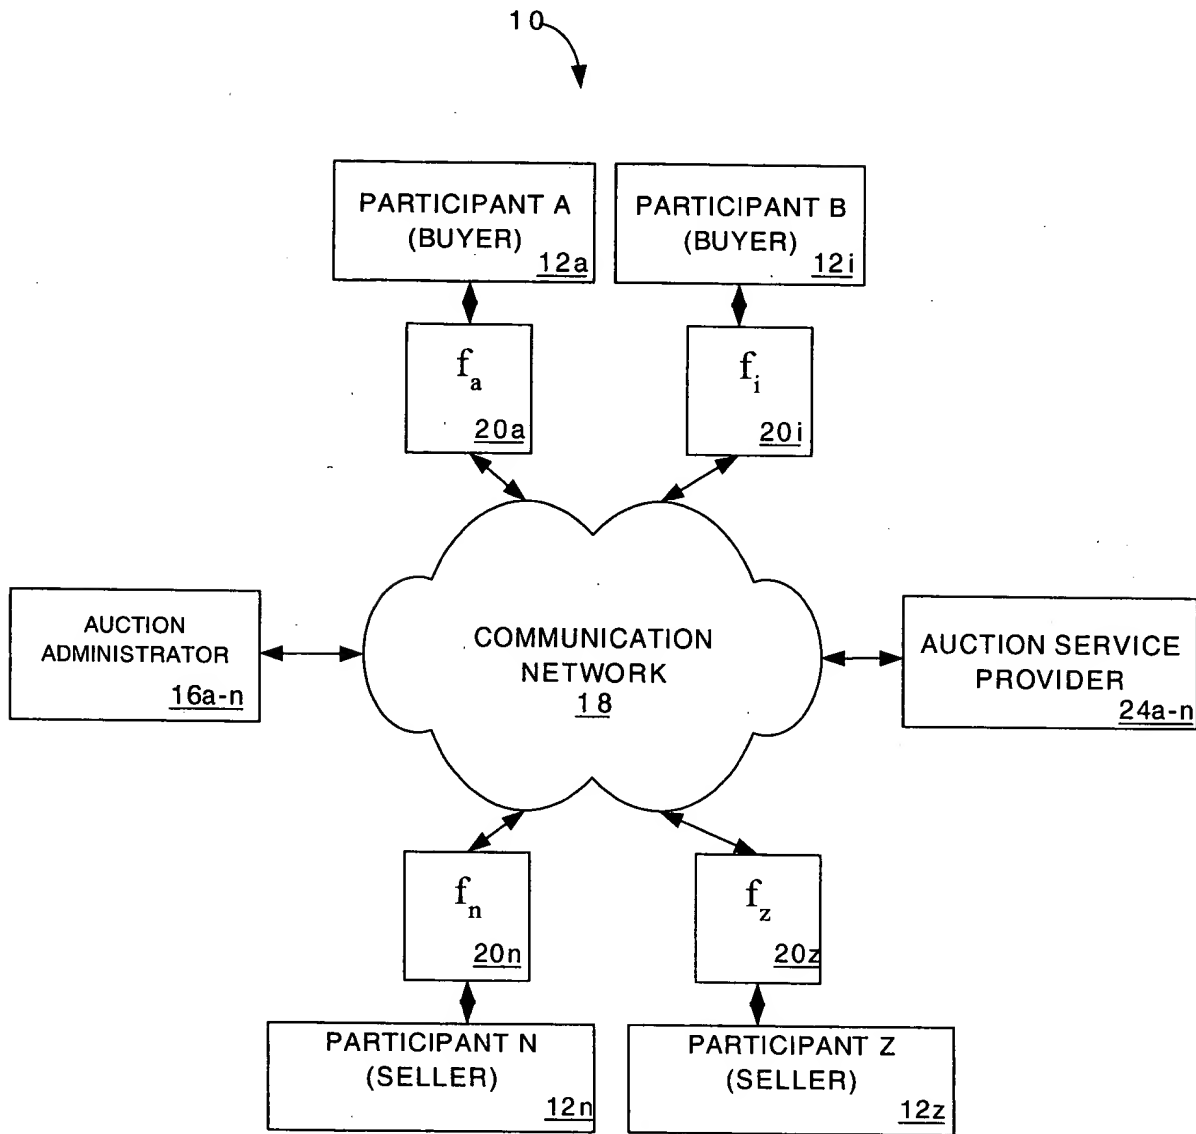 10
PARTICIPANT A
(BUYER)
12a
PARTICIPANT B
(BUYER)
12i
fa
20a
fi
20i
AUCTION
ADMINISTRATOR
16a-n
COMMUNICATION
NETWORK
18
AUCTION SERVICE
PROVIDER
24a-n
fn
20n
fz
20z
PARTICIPANT N
(SELLER)
12n
PARTICIPANT Z
(SELLER)
12z